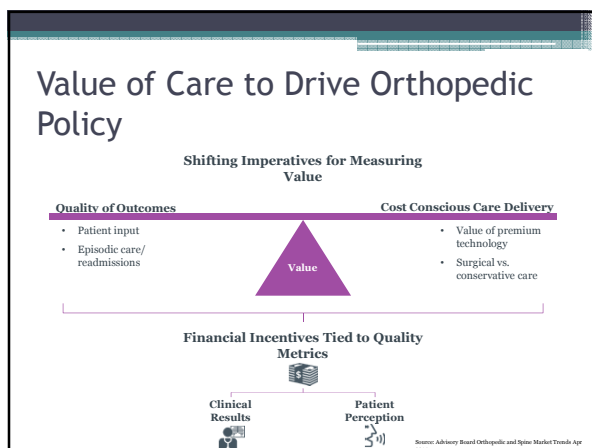 Value of Care to Drive Orthopedic
Policy
Shifting Imperatives for Measuring
Value
Quality of Outcomes
• Patient input
• Episodic care/
readmissions
Cost Conscious Care Delivery
• Value of premium
technology
• Surgical vs.
conservative care
Value
Financial Incentives Tied to Quality
Metrics
$
Clinical
Results
Patient
Perception
Source: Advisory Board Orthopedic and Spine Market Trends Apr